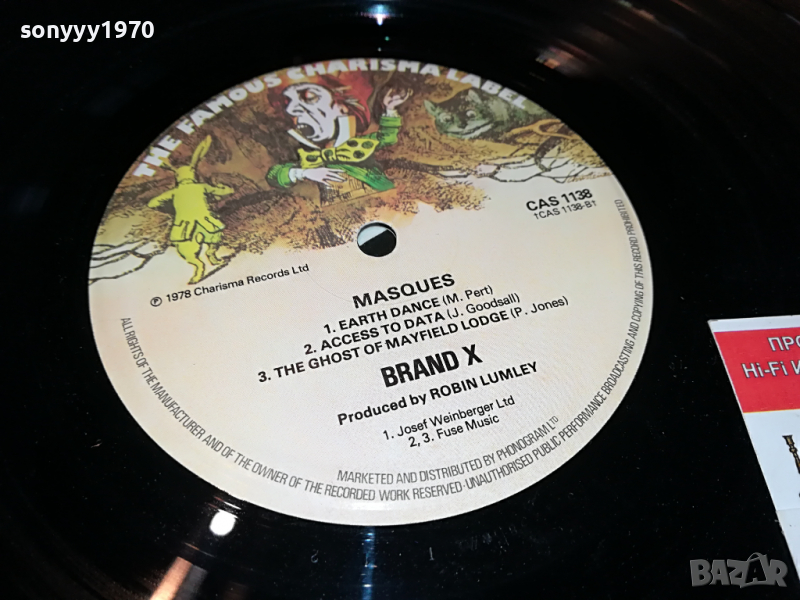 sonyyy1970
THE FAMOUS CHARISMA LABEL
CAS 1138
†CAS 1138-B†
℗ 1978 Charisma Records Ltd
MASQUES
1. EARTH DANCE (M. Pert)
2. ACCESS TO DATA (J. Goodsall)
3. THE GHOST OF MAYFIELD LODGE (P. Jones)
BRAND X
Produced by ROBIN LUMLEY
1. Josef Weinberger Ltd
2, 3. Fuse Music
MARKETED AND DISTRIBUTED BY PHONOGRAM LTD
ALL RIGHTS OF THE MANUFACTURER AND OF THE OWNER OF THE RECORDED WORK RESERVED·UNAUTHORISED PUBLIC PERFORMANCE BROADCASTING AND COPYING OF THIS RECORD PROHIBITED
Hi-Fi
BAZAR